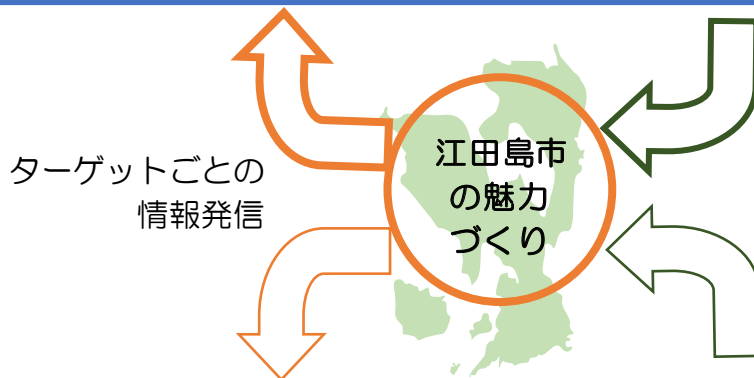 ターゲットごとの
情報発信
江田島市
の魅力
づくり